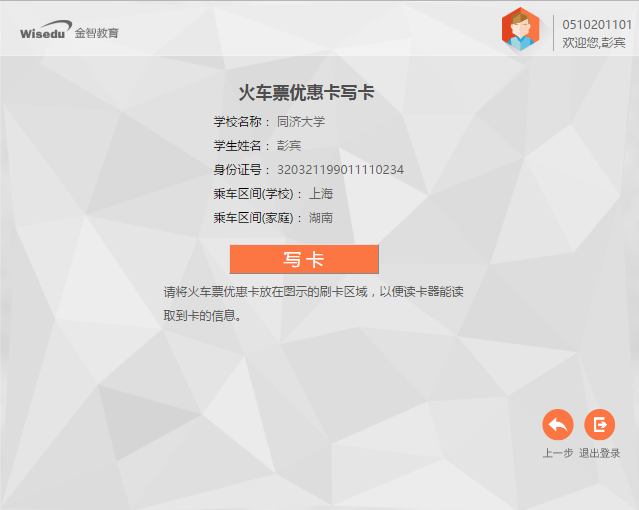 Wisedu 金智教育
0510201101
欢迎您,彭宾
火车票优惠卡写卡
学校名称： 同济大学
学生姓名： 彭宾
身份证号： 320321199011110234
乘车区间(学校)： 上海
乘车区间(家庭)： 湖南
写 卡
请将火车票优惠卡放在图示的刷卡区域，以便读卡器能读
取到卡的信息。
上一步 退出登录